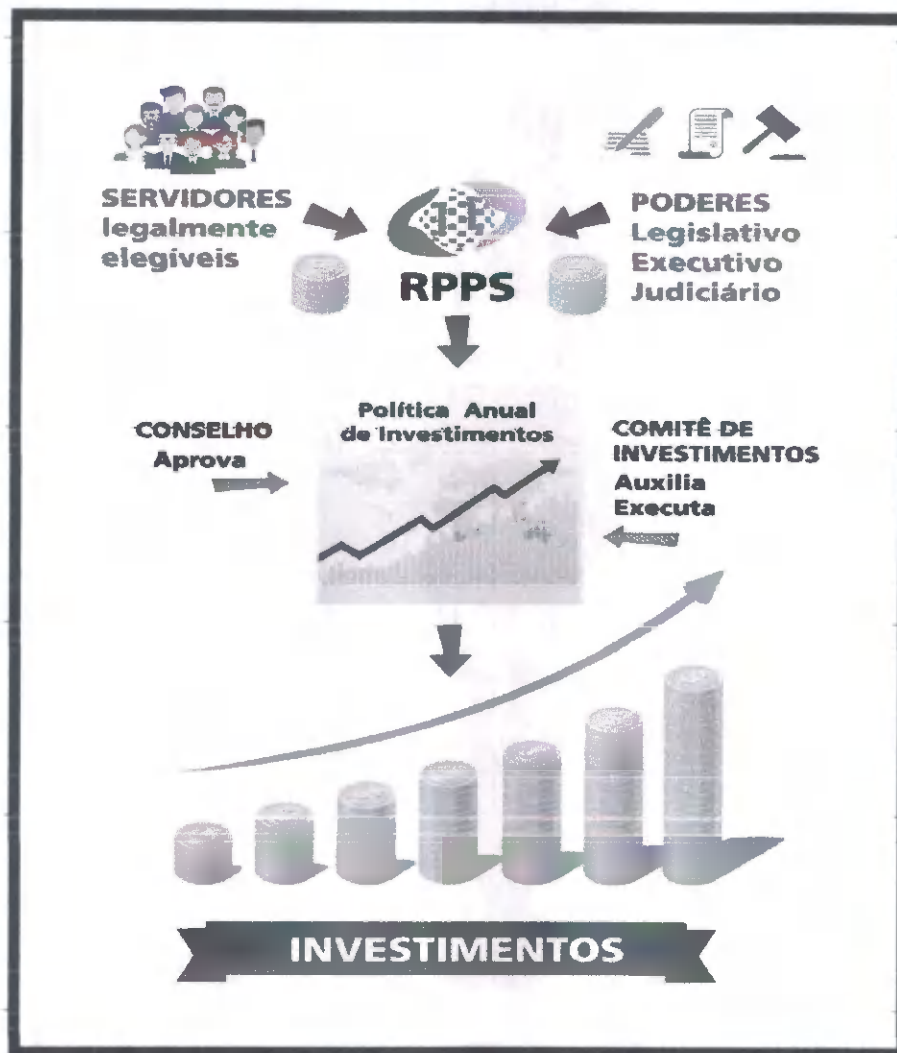 SERVIDORES
legalmente
elegíveis
PODERES
Legislativo
Executivo
Judiciário
RPPS
Política Anual
de Investimentos
CONSELHO
Aprova
COMITÊ DE
INVESTIMENTOS
Auxilia
Executa
INVESTIMENTOS